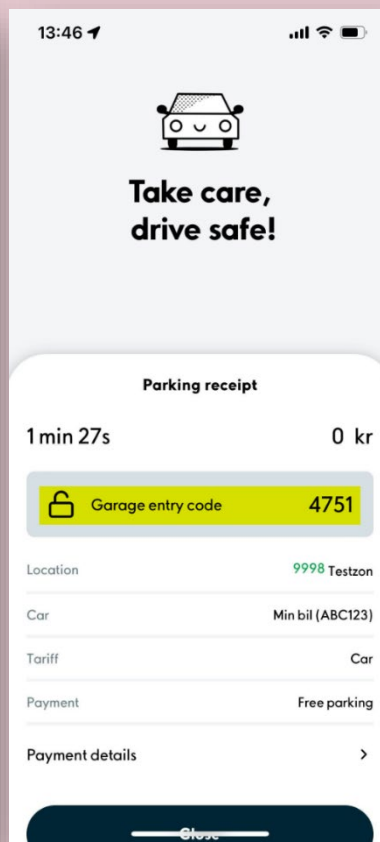 13:46
Take care,
drive safe!
Parking receipt
1 min 27s 0 kr
Garage entry code 4751
Location 9998 Testzon
Car Min bil (ABC123)
Tariff Car
Payment Free parking
Payment details
Close